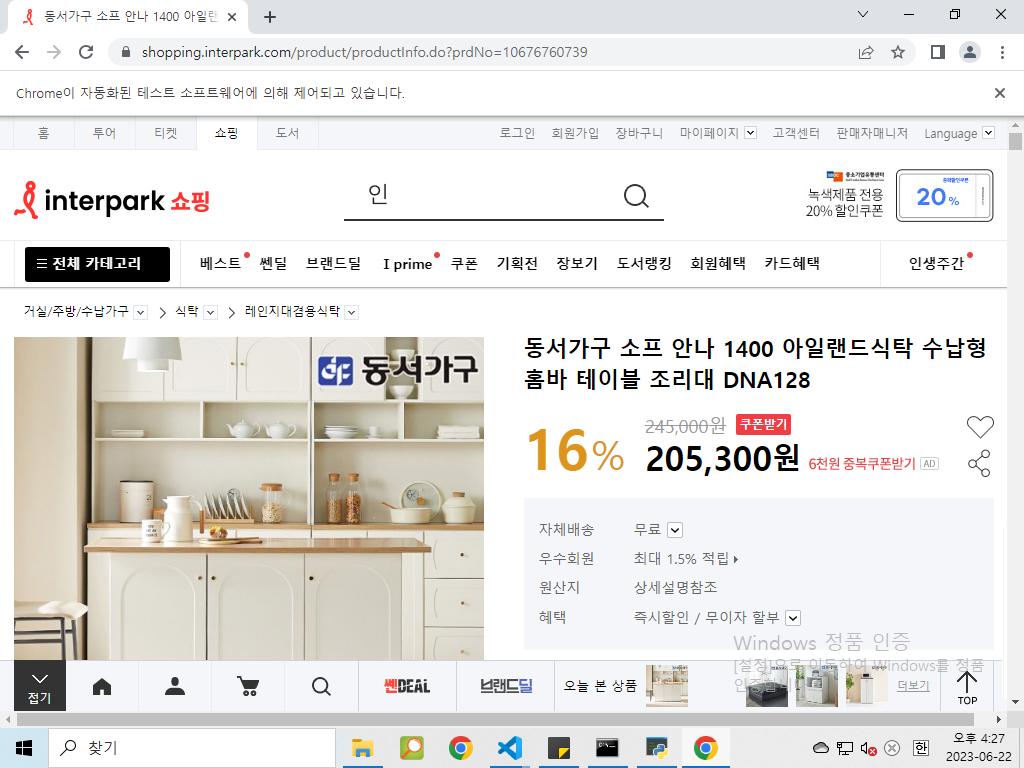 동서가구 소프 안나 1400 아일랜
shopping.interpark.com/product/productInfo.do?prdNo=10676760739
Chrome이 자동화된 테스트 소프트웨어에 의해 제어되고 있습니다.
홈 투어 티켓 쇼핑 도서 로그인 회원가입 장바구니 마이페이지 고객센터 판매자매니저 Language
interpark 쇼핑
인
중소기업유통센터
녹색제품 전용
20% 할인쿠폰
중복할인쿠폰
20%
전체 카테고리 베스트 쎈딜 브랜드딜 I prime 쿠폰 기획전 장보기 도서랭킹 회원혜택 카드혜택 인생주간
거실/주방/수납가구 > 식탁 > 레인지대겸용식탁
동서가구
동서가구 소프 안나 1400 아일랜드식탁 수납형
홈바 테이블 조리대 DNA128
16%
245,000원 쿠폰받기
205,300원 6천원 중복쿠폰받기 AD
자체배송 무료
우수회원 최대 1.5% 적립
원산지 상세설명참조
혜택 즉시할인 / 무이자 할부
Windows 정품 인증
[설정]으로 이동하여 Windows를 정품
인증합니다.
접기
쎈DEAL
브랜드딜
오늘 본 상품
더보기
TOP
찾기
한
오후 4:27
2023-06-22